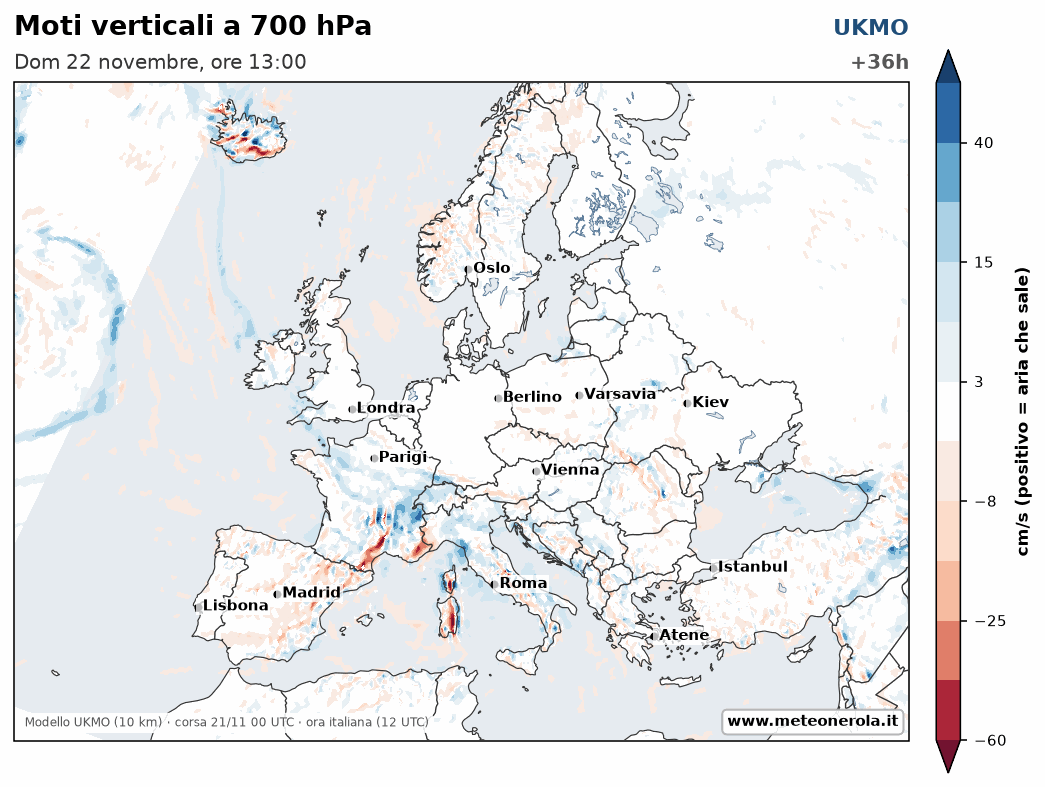 Moti verticali a 700 hPa
UKMO
Dom 22 novembre, ore 13:00
+36h
40
15
3
−8
−25
−60
cm/s (positivo = aria che sale)
Oslo
Londra
Berlino
Varsavia
Kiev
Parigi
Vienna
Istanbul
Roma
Madrid
Lisbona
Atene
Modello UKMO (10 km) · corsa 21/11 00 UTC · ora italiana (12 UTC)
www.meteonerola.it